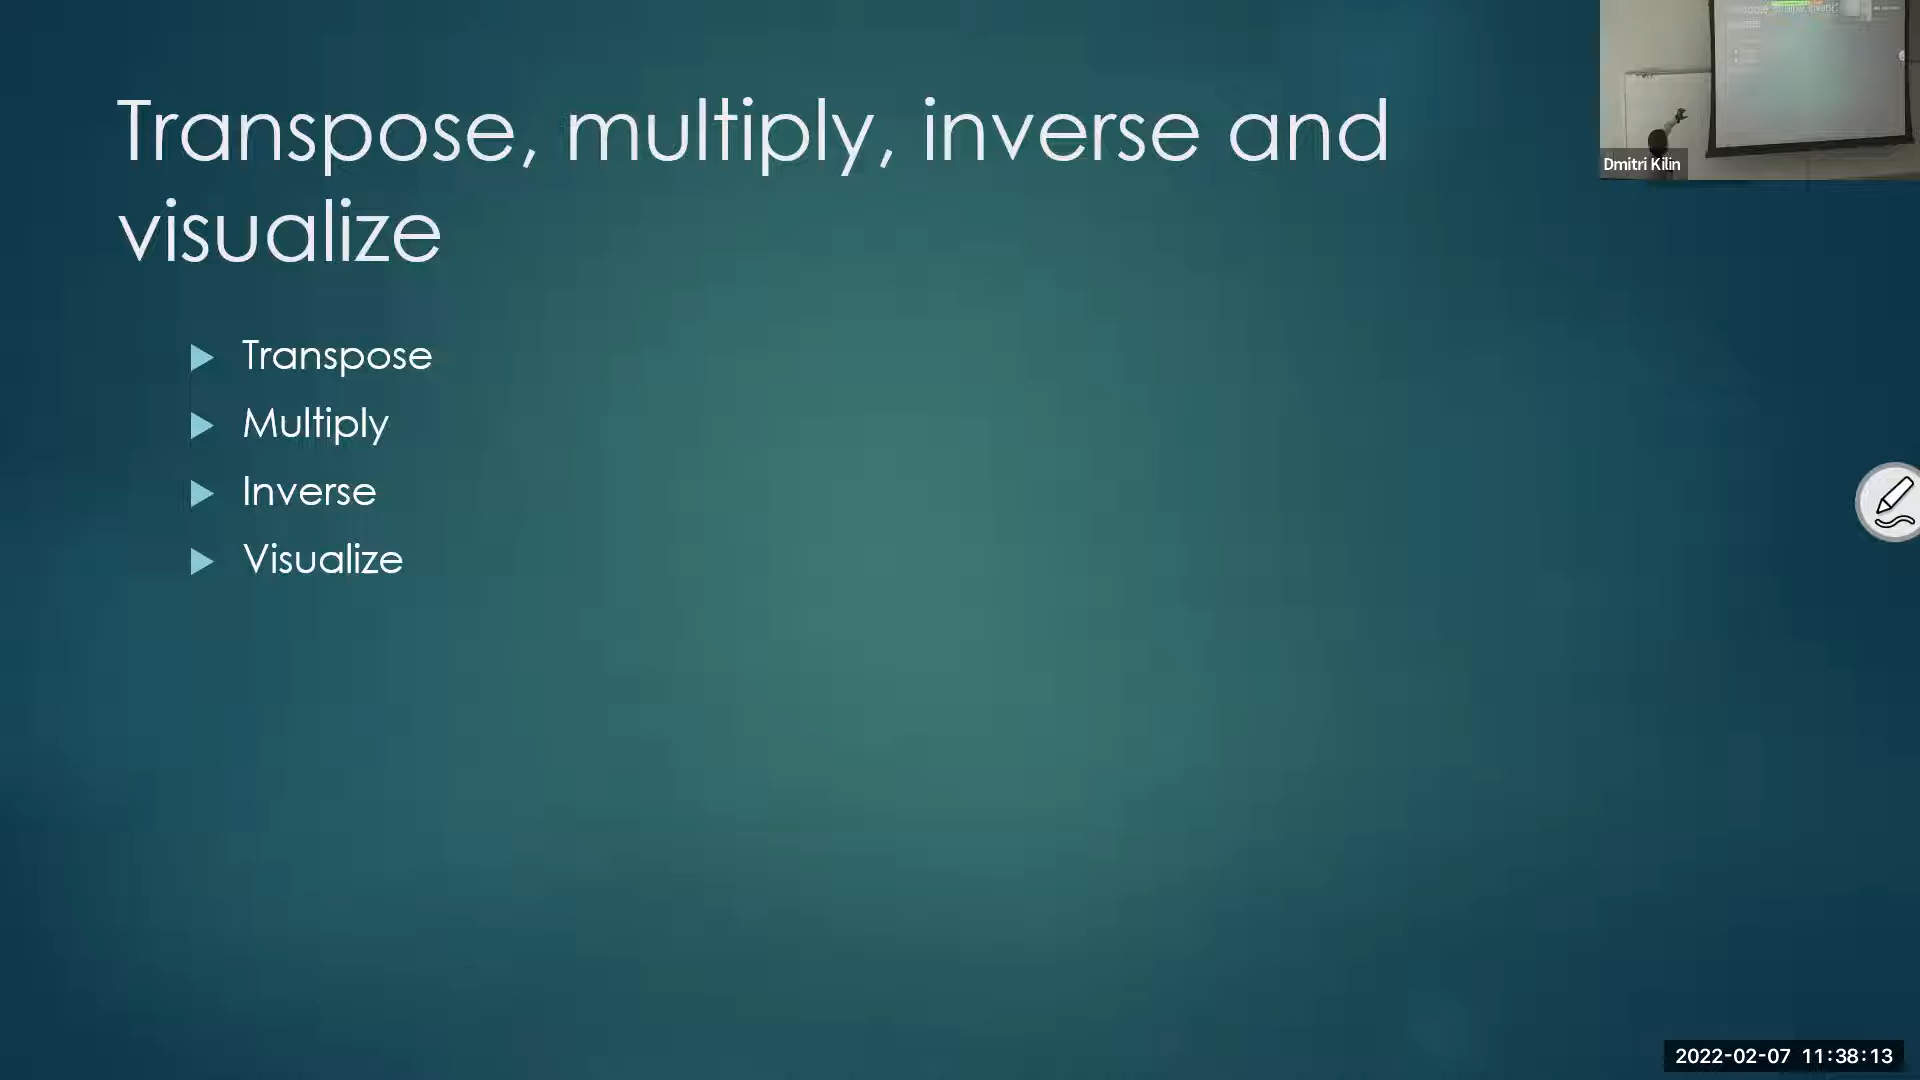 Transpose, multiply, inverse and
visualize
Transpose
Multiply
Inverse
Visualize
Dmitri Kilin
2022-02-07 11:38:13